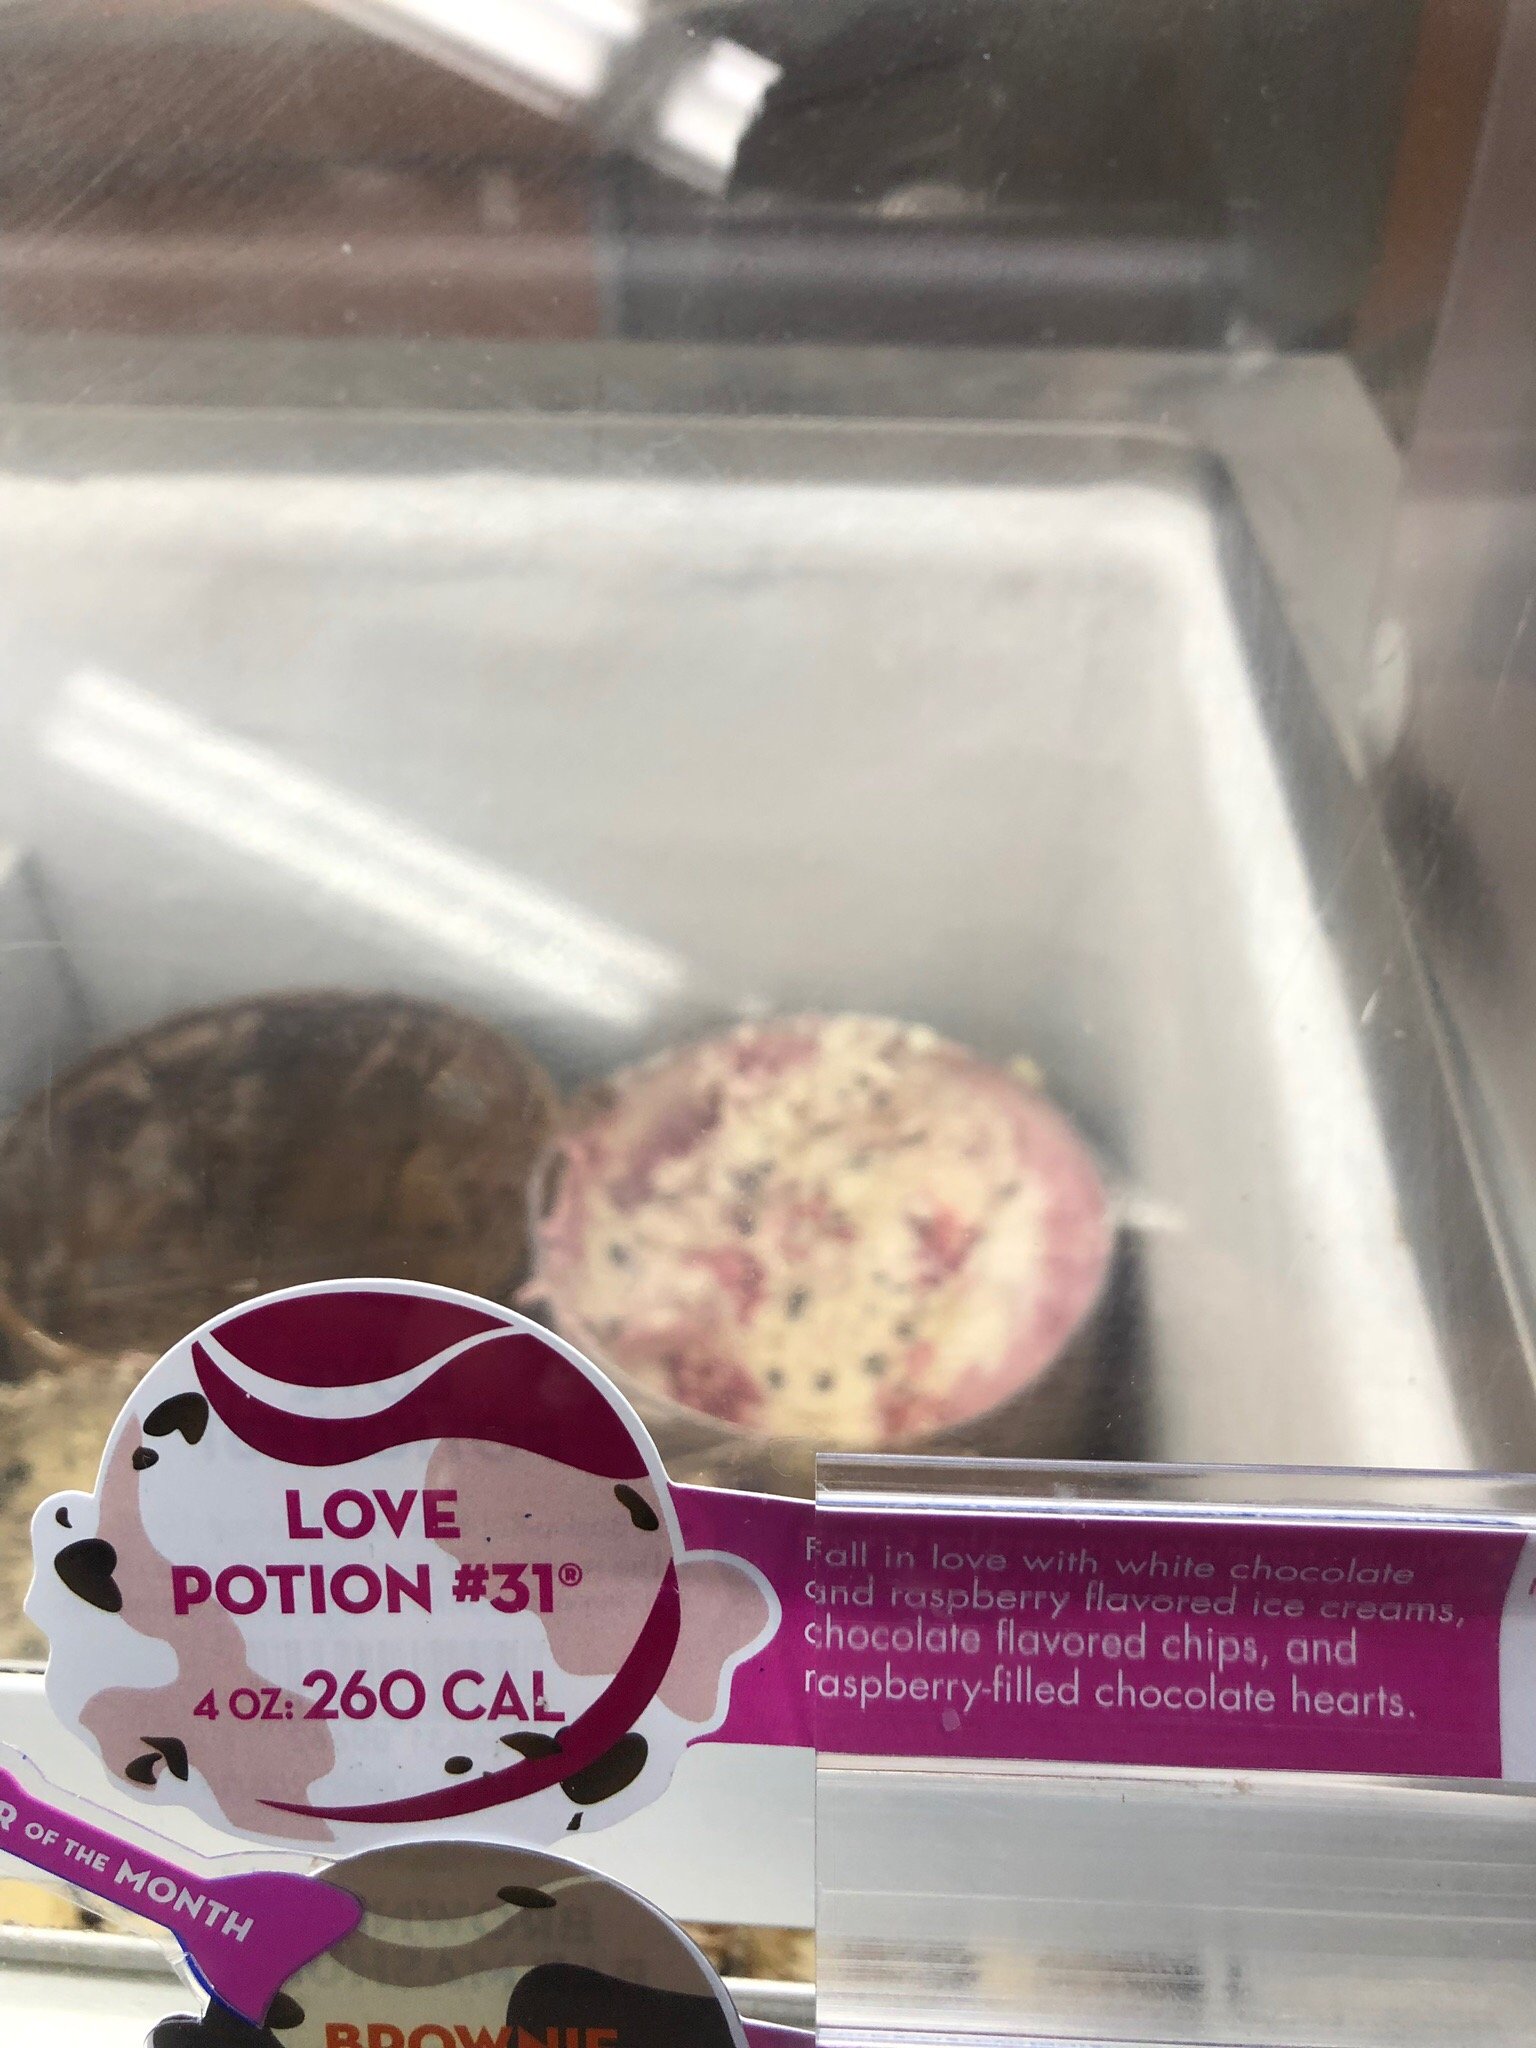 LOVE
POTION #31®
4 OZ: 260 CAL
Fall in love with white chocolate
and raspberry flavored ice creams,
chocolate flavored chips, and
raspberry-filled chocolate hearts.
OF THE MONTH
BROWNIE